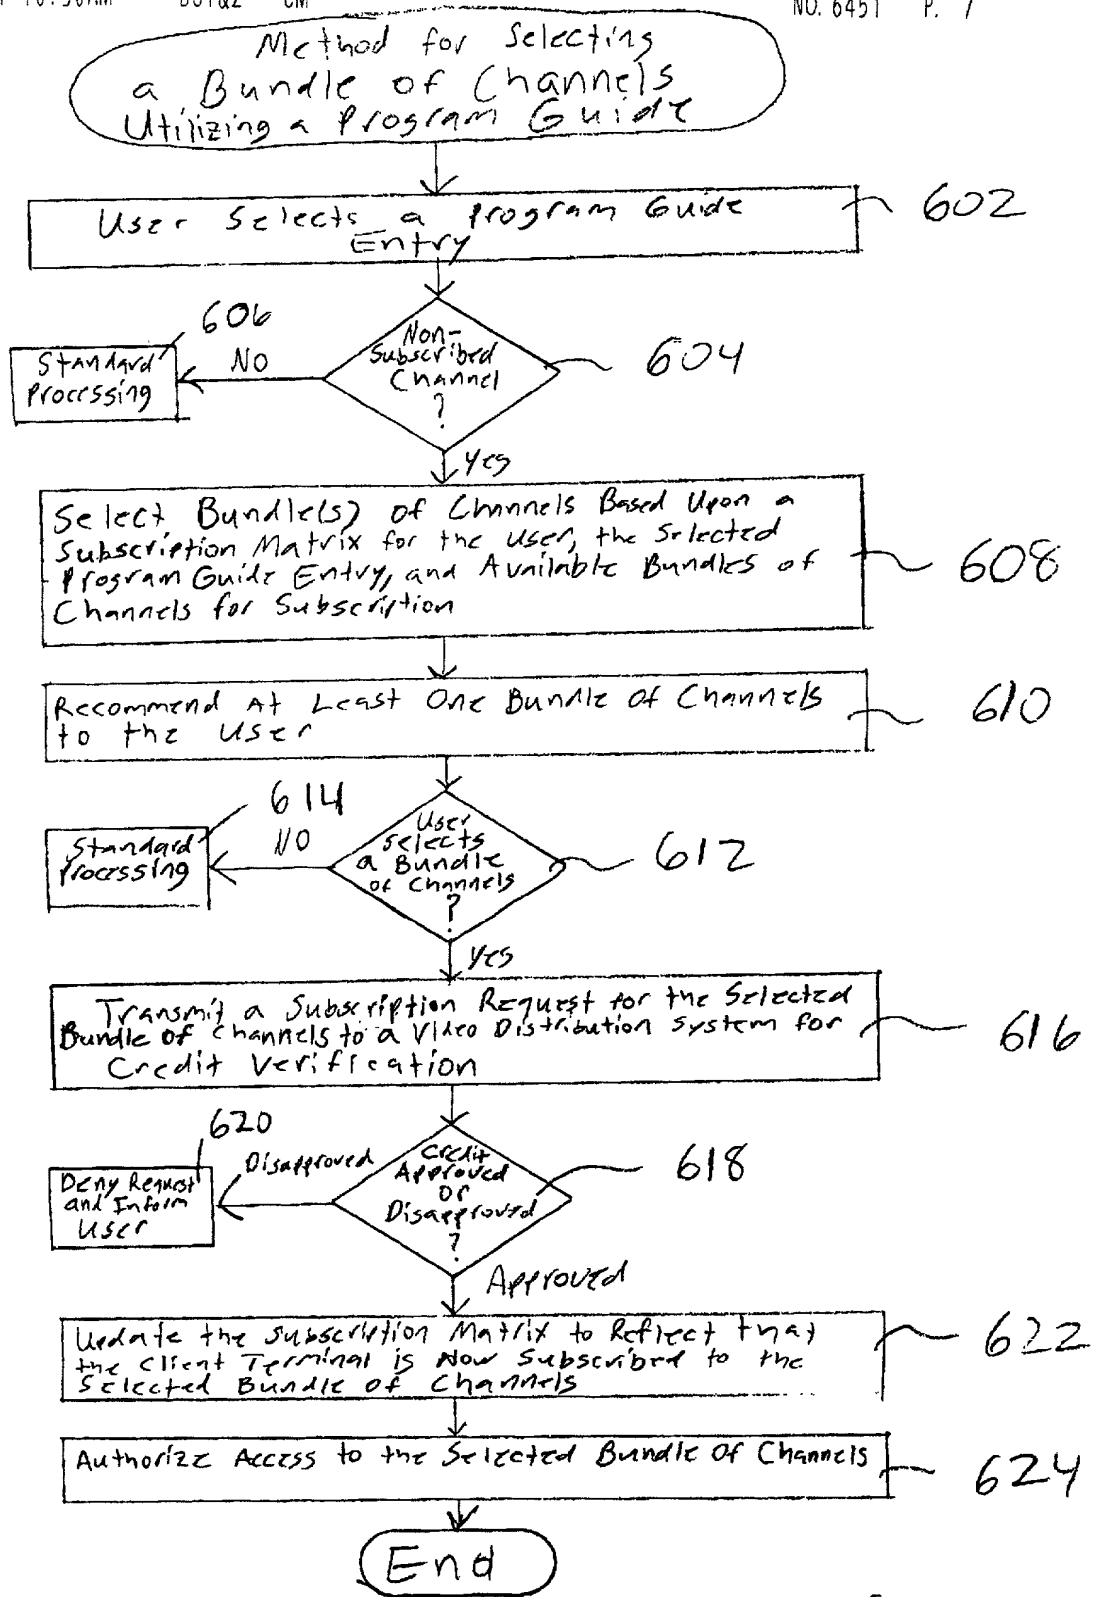 10:50AM BST&Z CM NO. 6451 P. 7
Method for Selecting
a Bundle of Channels
Utilizing a Program Guide
User Selects a Program Guide
Entry
602
606
Standard
Processing
NO
Non-
Subscribed
Channel
?
604
Yes
Select Bundle(s) of Channels Based Upon a
Subscription Matrix for the User, the Selected
Program Guide Entry, and Available Bundles of
Channels for Subscription
608
Recommend At Least One Bundle of Channels
to the User
610
614
Standard
Processing
NO
User
Selects
a Bundle
of Channels
?
612
Yes
Transmit a Subscription Request for the Selected
Bundle of Channels to a Video Distribution System for
Credit Verification
616
620
Deny Request
and Inform
User
Disapproved
Credit
Approved
or
Disapproved
?
618
Approved
Update the Subscription Matrix to Reflect that
the Client Terminal is Now Subscribed to the
Selected Bundle of Channels
622
Authorize Access to the Selected Bundle Of Channels
624
End